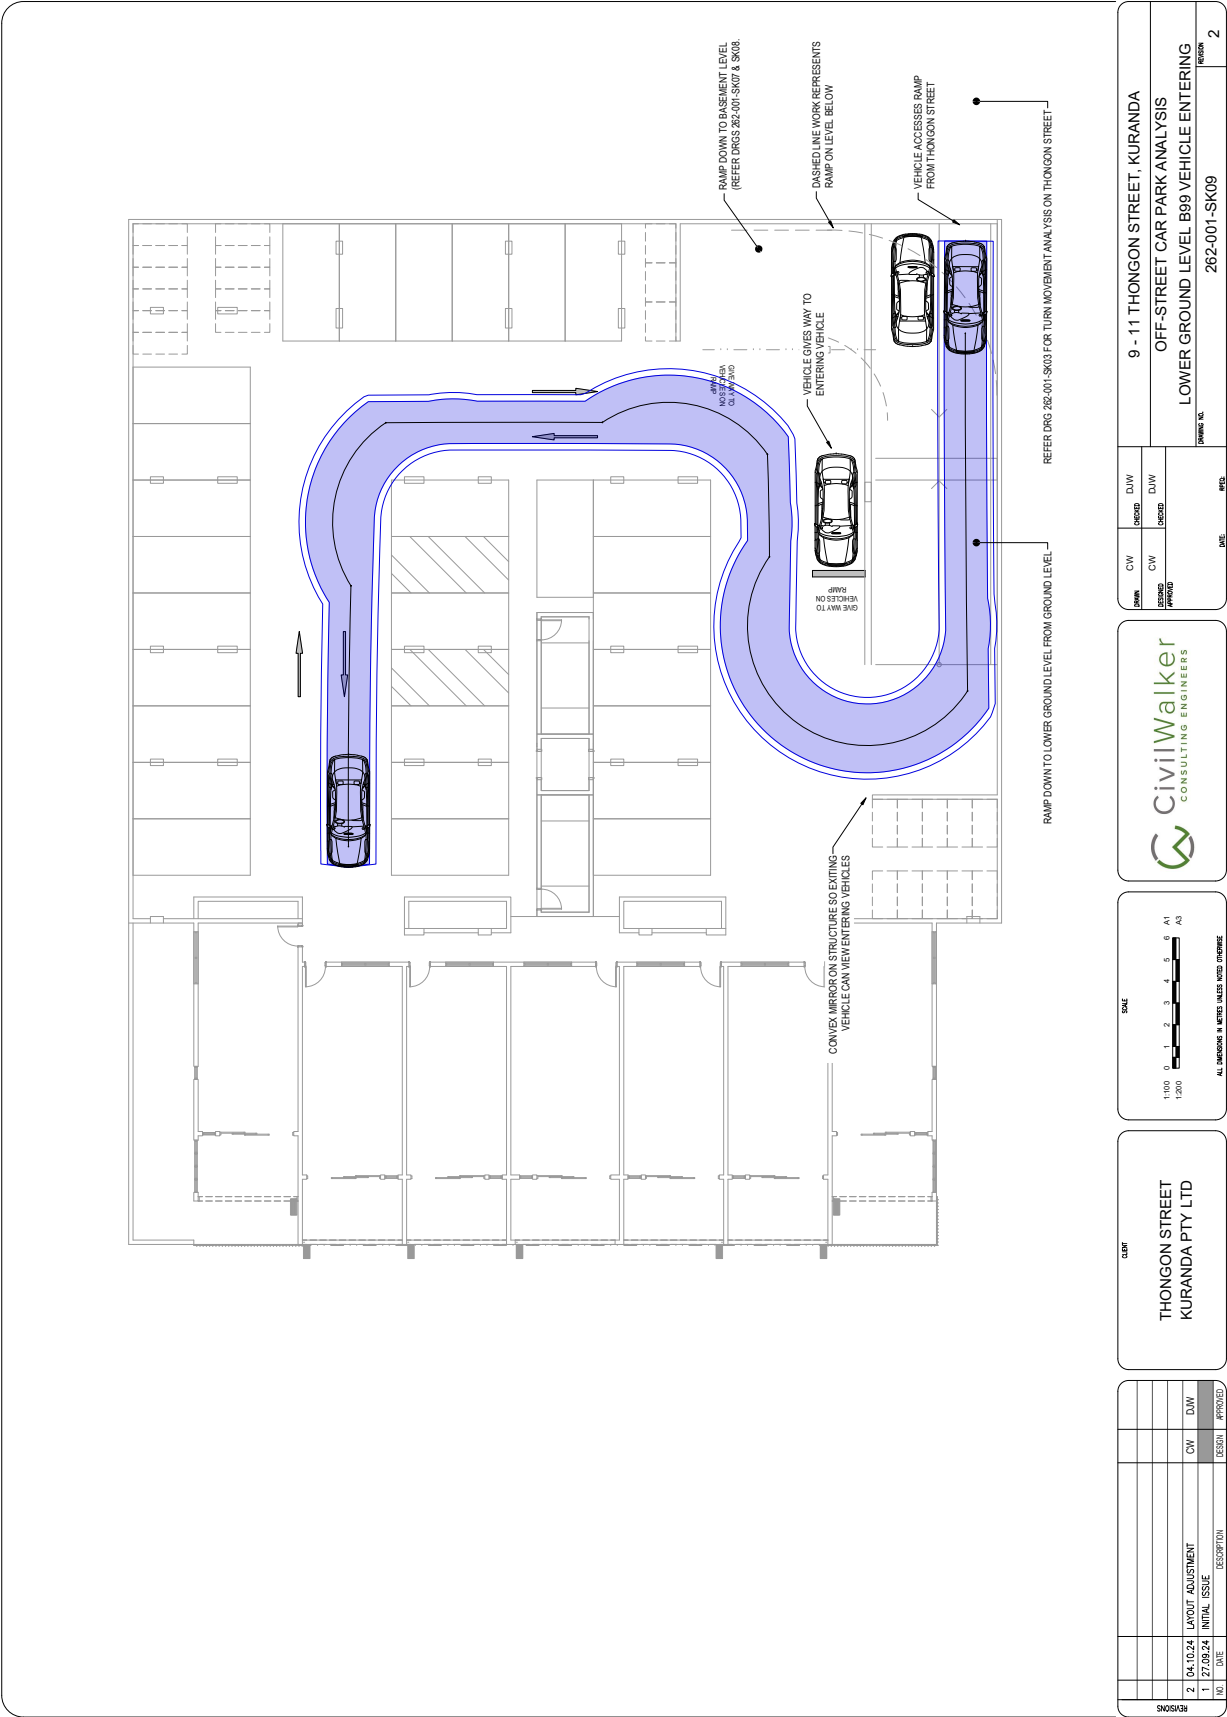 RAMP DOWN TO BASEMENT LEVEL
(REFER DRGS 262-001-SK07 & SK08.
DASHED LINE WORK REPRESENTS
RAMP ON LEVEL BELOW
VEHICLE ACCESSES RAMP
FROM THONGON STREET
REFER DRG 262-001-SK03 FOR TURN MOVEMENT ANALYSIS ON THONGON STREET
VEHICLE GIVES WAY TO
ENTERING VEHICLE
GIVE WAY TO
VEHICLES ON
RAMP
GIVE WAY TO
VEHICLES ON
RAMP
RAMP DOWN TO LOWER GROUND LEVEL FROM GROUND LEVEL
CONVEX MIRROR ON STRUCTURE SO EXITING
VEHICLE CAN VIEW ENTERING VEHICLES
REVISIONS
2 04.10.24 LAYOUT ADJUSTMENT CW DJW
1 27.09.24 INITIAL ISSUE
NO. DATE DESCRIPTION DESIGN APPROVED
CLIENT
THONGON STREET
KURANDA PTY LTD
SCALE
1:100 0 1 2 3 4 5 6 A1
1:200 A3
ALL DIMENSIONS IN METRES UNLESS NOTED OTHERWISE
CivilWalker
CONSULTING ENGINEERS
DRAWN CW CHECKED DJW
DESIGNED CW CHECKED DJW
APPROVED
DATE: RPEQ:
9 - 11 THONGON STREET, KURANDA
OFF-STREET CAR PARK ANALYSIS
LOWER GROUND LEVEL B99 VEHICLE ENTERING
DRAWING NO.
262-001-SK09
REVISION
2